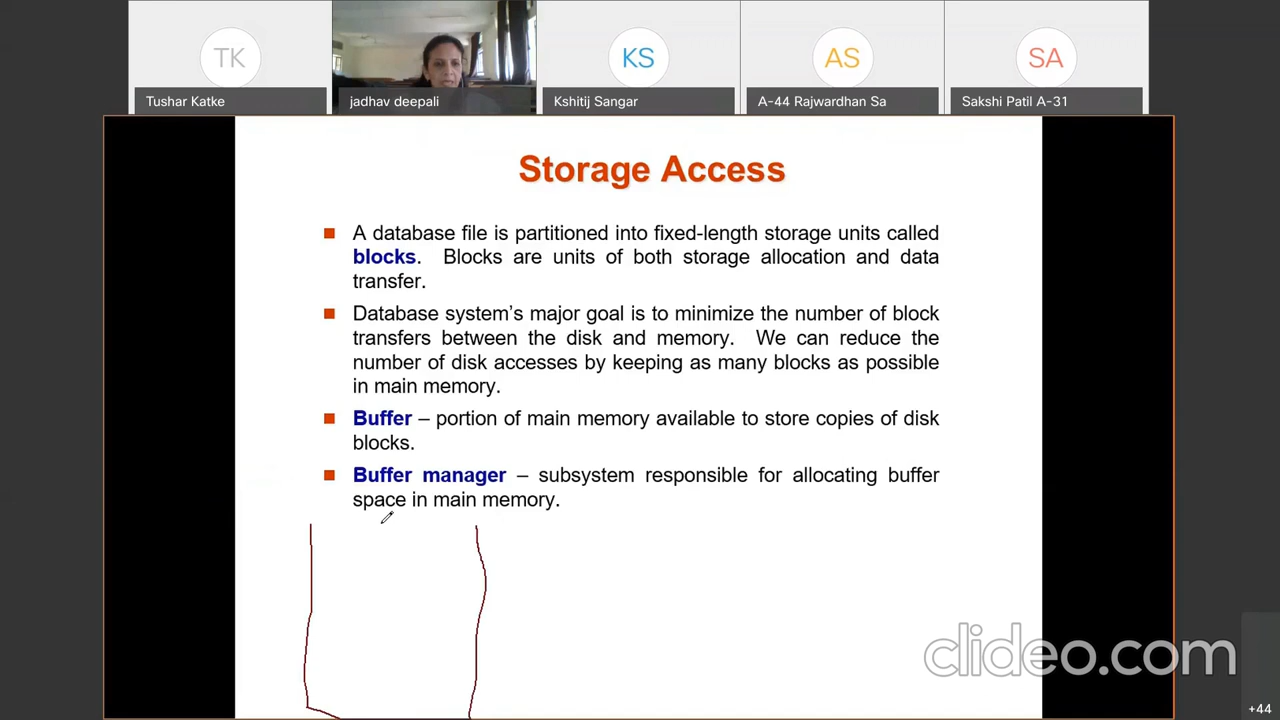 TK
KS
AS
SA
Tushar Katke
jadhav deepali
Kshitij Sangar
A-44 Rajwardhan Sa
Sakshi Patil A-31
Storage Access
A database file is partitioned into fixed-length storage units called
blocks. Blocks are units of both storage allocation and data
transfer.
Database system’s major goal is to minimize the number of block
transfers between the disk and memory. We can reduce the
number of disk accesses by keeping as many blocks as possible
in main memory.
Buffer – portion of main memory available to store copies of disk
blocks.
Buffer manager – subsystem responsible for allocating buffer
space in main memory.
clideo.com
+44